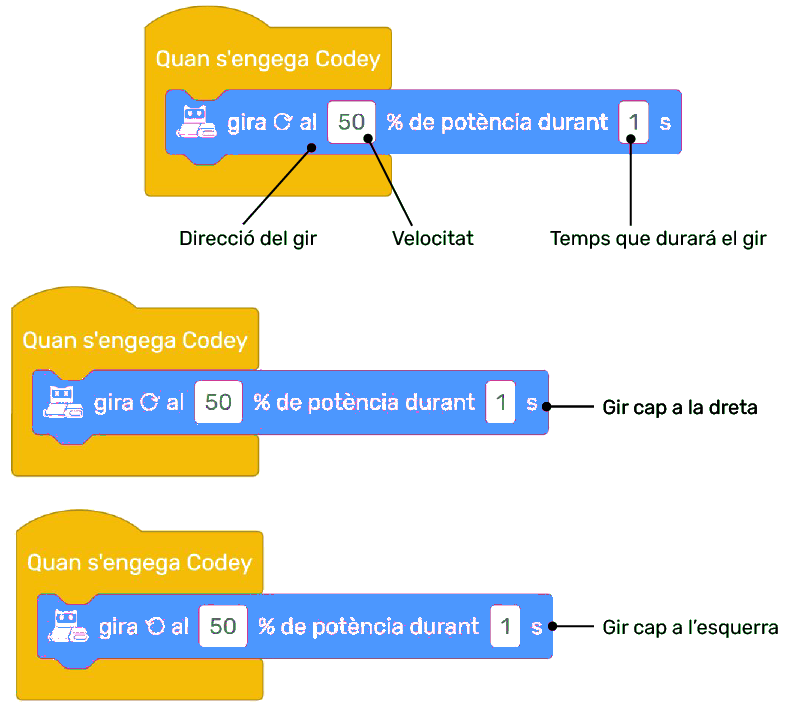 Quan s'engega Codey
gira ⟳ al 50 % de potència durant 1 s
Direcció del gir Velocitat Temps que durará el gir
Quan s'engega Codey
gira ⟳ al 50 % de potència durant 1 s
Gir cap a la dreta
Quan s'engega Codey
gira ⟲ al 50 % de potència durant 1 s
Gir cap a l'esquerra